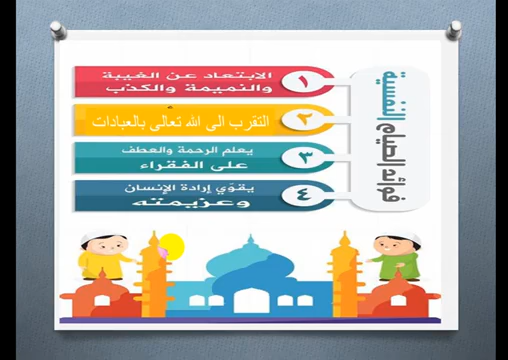 فوائد الصيام النفسية
١
الابتعاد عن الغيبة
والنميمة والكذب
٢
التقرب الى الله تعالى بالعبادات
٣
يعلم الرحمة والعطف
على الفقراء
٤
يقوّي إرادة الإنسان
وعزيمته